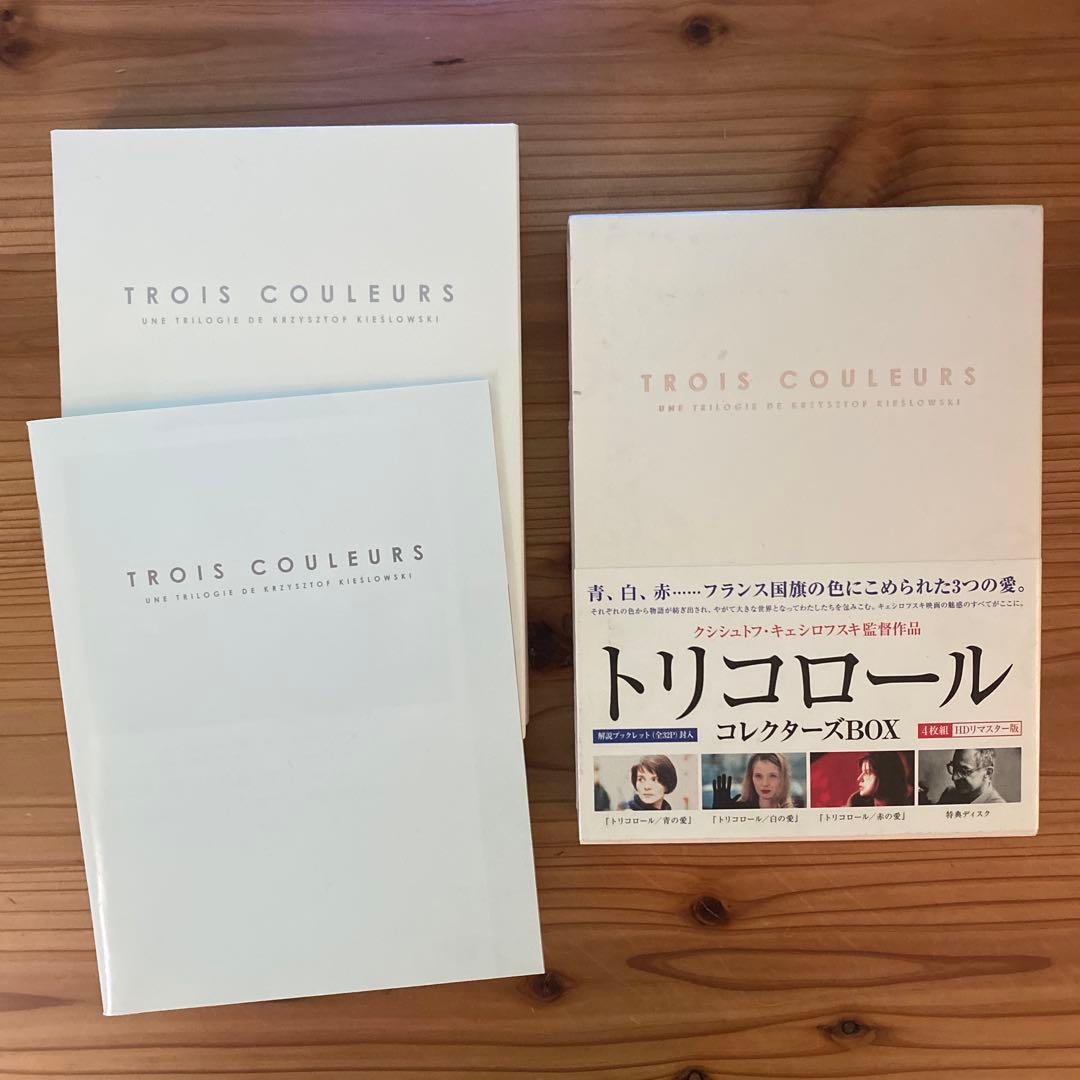 TROIS COULEURS
UNE TRILOGIE DE KRZYSZTOF KIEŚLOWSKI
TROIS COULEURS
UNE TRILOGIE DE KRZYSZTOF KIEŚLOWSKI
TROIS COULEURS
UNE TRILOGIE DE KRZYSZTOF KIEŚLOWSKI
青、白、赤……フランス国旗の色にこめられた3つの愛。
それぞれの色から物語が紡ぎ出され、やがて大きな世界となってわたしたちを包みこむ。キェシロフスキ映画の魅惑のすべてがここに。
クシシュトフ・キェシロフスキ監督作品
トリコロール
コレクターズBOX
解説ブックレット(全32P)封入
4枚組 HDリマスター版
「トリコロール/青の愛」
「トリコロール/白の愛」
「トリコロール/赤の愛」
特典ディスク